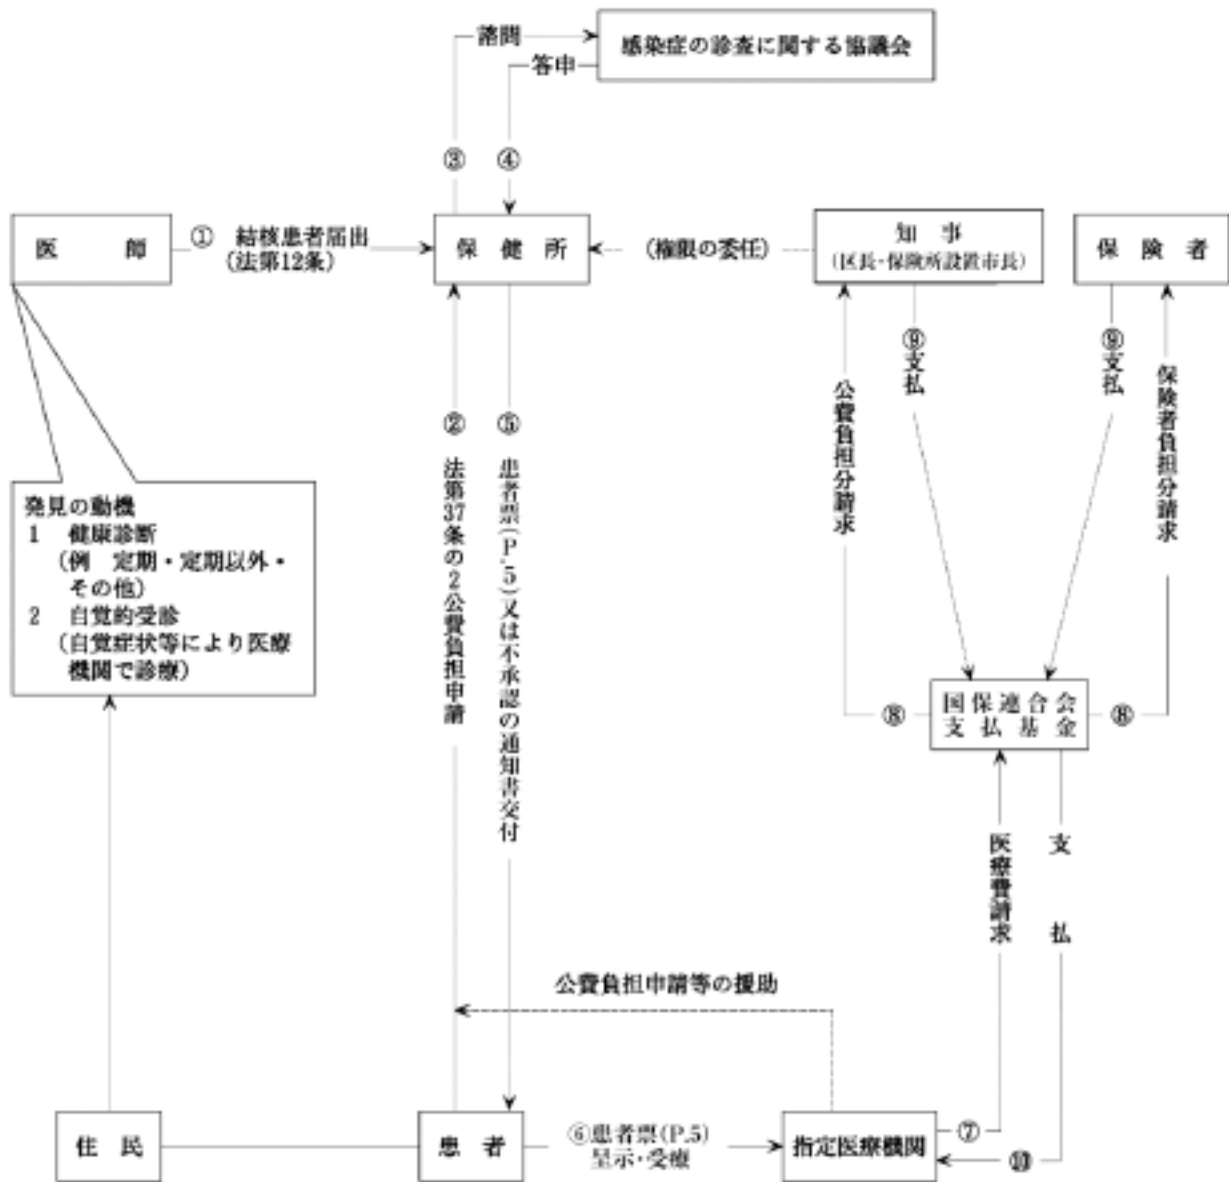 諮問
感染症の診査に関する協議会
答申
③
④
医　師
① 結核患者届出
(法第12条)
保健所
(権限の委任)
知事
(区長・保険所設置市長)
保険者
⑨支払
⑨支払
公費負担分請求
保険者負担分請求
② 法第37条の2公費負担申請
⑤ 患者票(P.5)又は不承認の通知書交付
発見の動機
1　健康診断
(例　定期・定期以外・
その他)
2　自覚的受診
(自覚症状等により医療
機関で診療)
⑧
国保連合会
支払基金
⑧
医療費請求
支払
公費負担申請等の援助
住民
患者
⑥患者票(P.5)
呈示・受療
指定医療機関
⑦
⑩